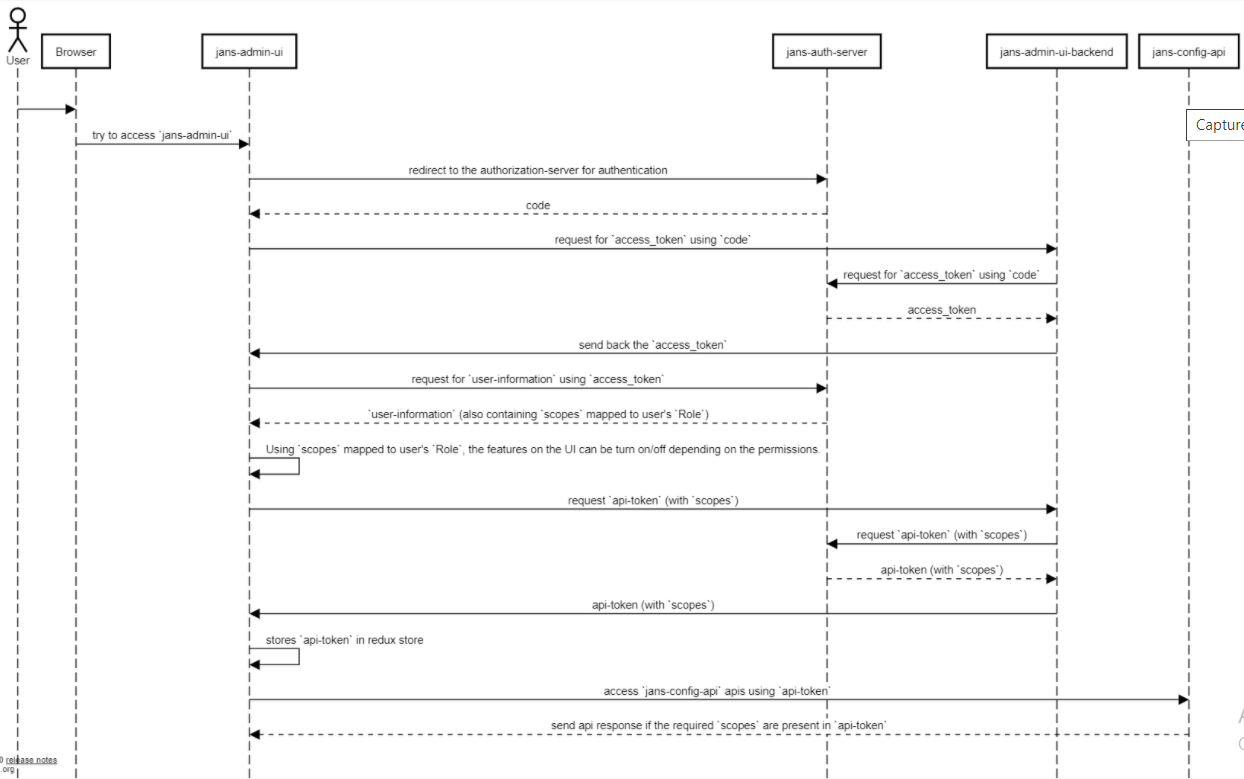 User
Browser
jans-admin-ui
jans-auth-server
jans-admin-ui-backend
jans-config-api
Capture
try to access `jans-admin-ui`
redirect to the authorization-server for authentication
code
request for `access_token` using `code`
request for `access_token` using `code`
access_token
send back the `access_token`
request for `user-information` using `access_token`
`user-information` (also containing `scopes` mapped to user's `Role`)
Using `scopes` mapped to user's `Role`, the features on the UI can be turn on/off depending on the permissions.
request `api-token` (with `scopes`)
request `api-token` (with `scopes`)
api-token (with `scopes`)
api-token (with `scopes`)
stores `api-token` in redux store
access `jans-config-api` apis using `api-token`
send api response if the required `scopes` are present in `api-token`
0 release notes
.org